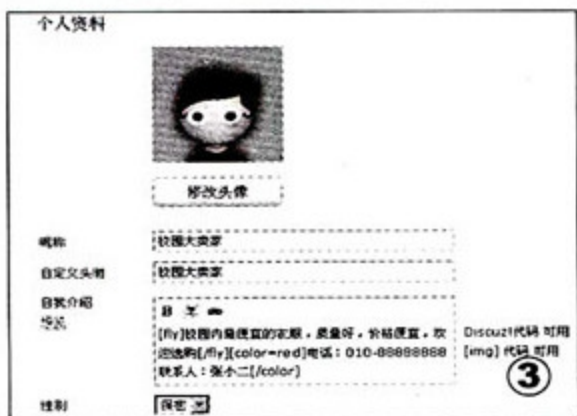 个人资料
修改头像
昵称 校园大卖家
自定义头衔 校园大卖家
自我介绍
B
[fly]校园内最便宜的衣服，质量好，价格便宜，欢
迎选购[/fly][color=red]电话：010-88898888
联系人：张小二[/color]
Discuz!代码 可用
[img] 代码 可用
③
性别 保密